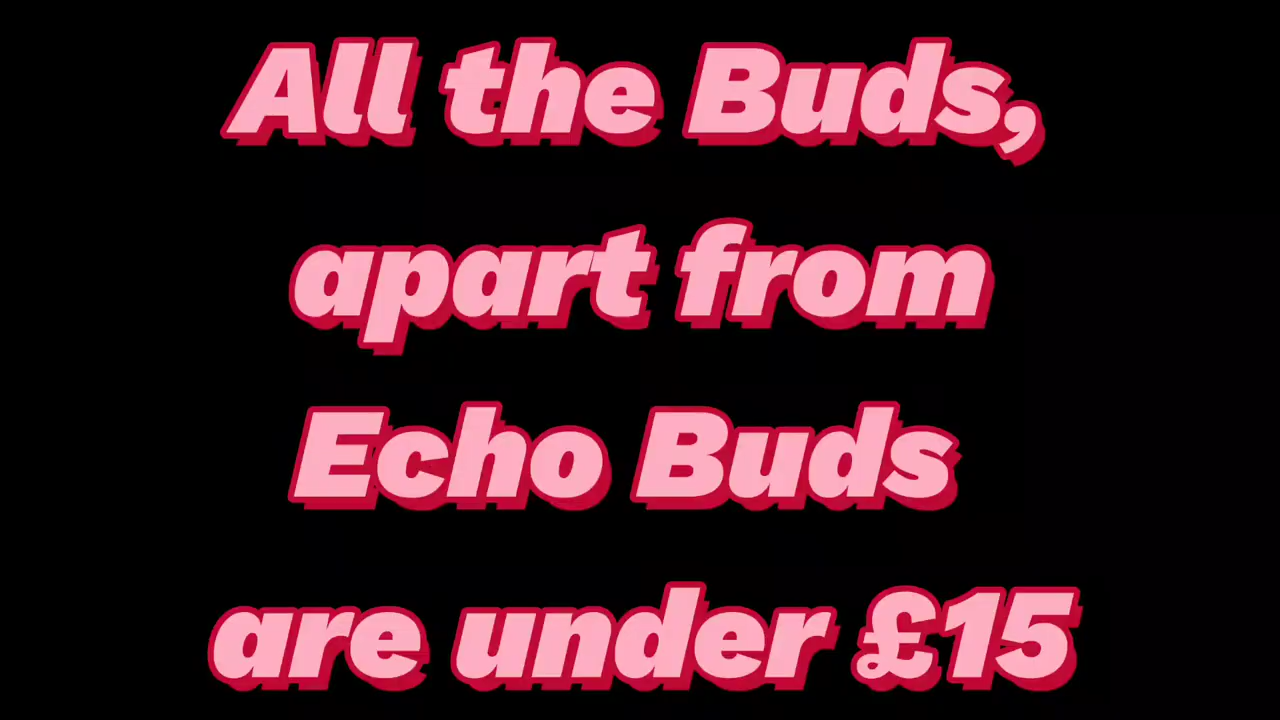 All the Buds,
apart from
Echo Buds
are under £15